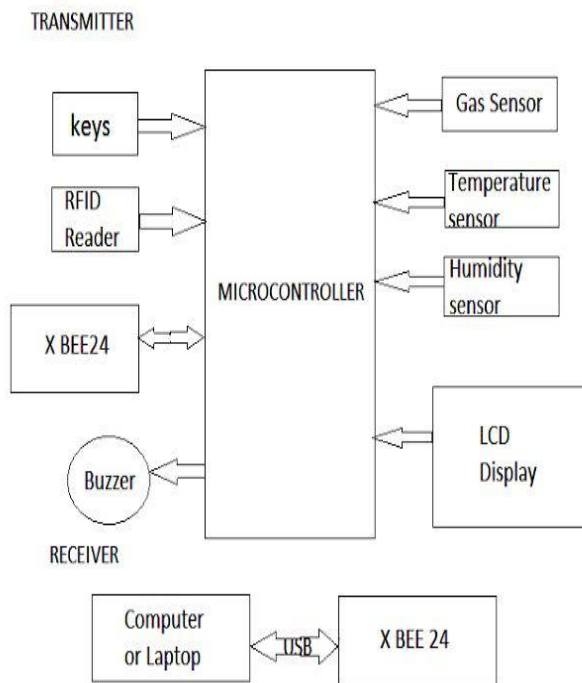 TRANSMITTER
keys
Gas Sensor
RFID
Reader
Temperature
sensor
MICROCONTROLLER
Humidity
sensor
X BEE24
LCD
Display
Buzzer
RECEIVER
Computer
or Laptop
USB
X BEE 24